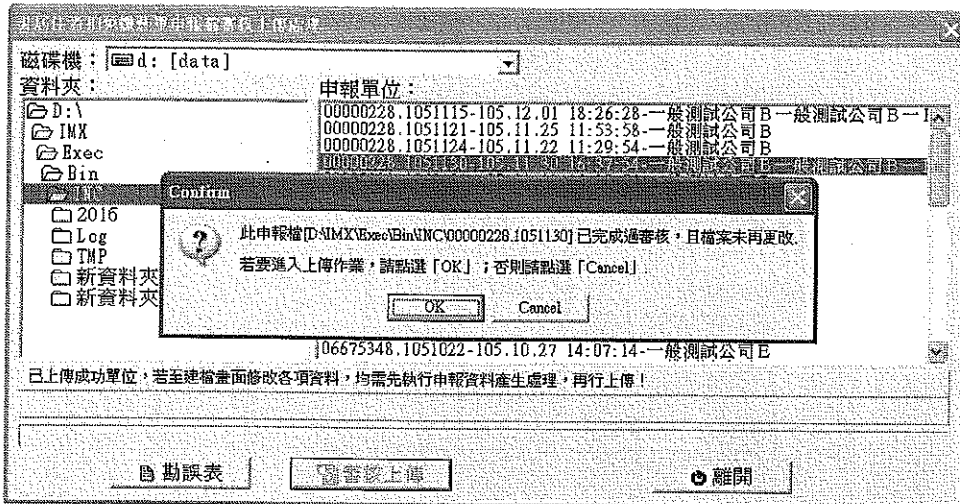 磁碟機：d: [data]
資料夾：
申報單位：
D:\
IMX
Exec
Bin
INC
2016
Log
TMP
新資料夾
新資料夾
00000228.1051115-105.12.01 18:26:28-一般測試公司B一般測試公司B一
00000228.1051121-105.11.25 11:53:58-一般測試公司B
00000228.1051124-105.11.22 11:29:54-一般測試公司B
00000228.1051130-105.11.30
06675348.1051022-105.10.27 14:07:14-一般測試公司E
Confirm
此申報檔[D:\IMX\Exec\Bin\INC\00000228.1051130] 已完成過審核，且檔案未再更改.
若要進入上傳作業，請點選「OK」；否則請點選「Cancel」.
OK Cancel
已上傳成功單位，若至建檔畫面修改各項資料，均需先執行申報資料產生處理，再行上傳！
勘誤表 審核上傳 離開